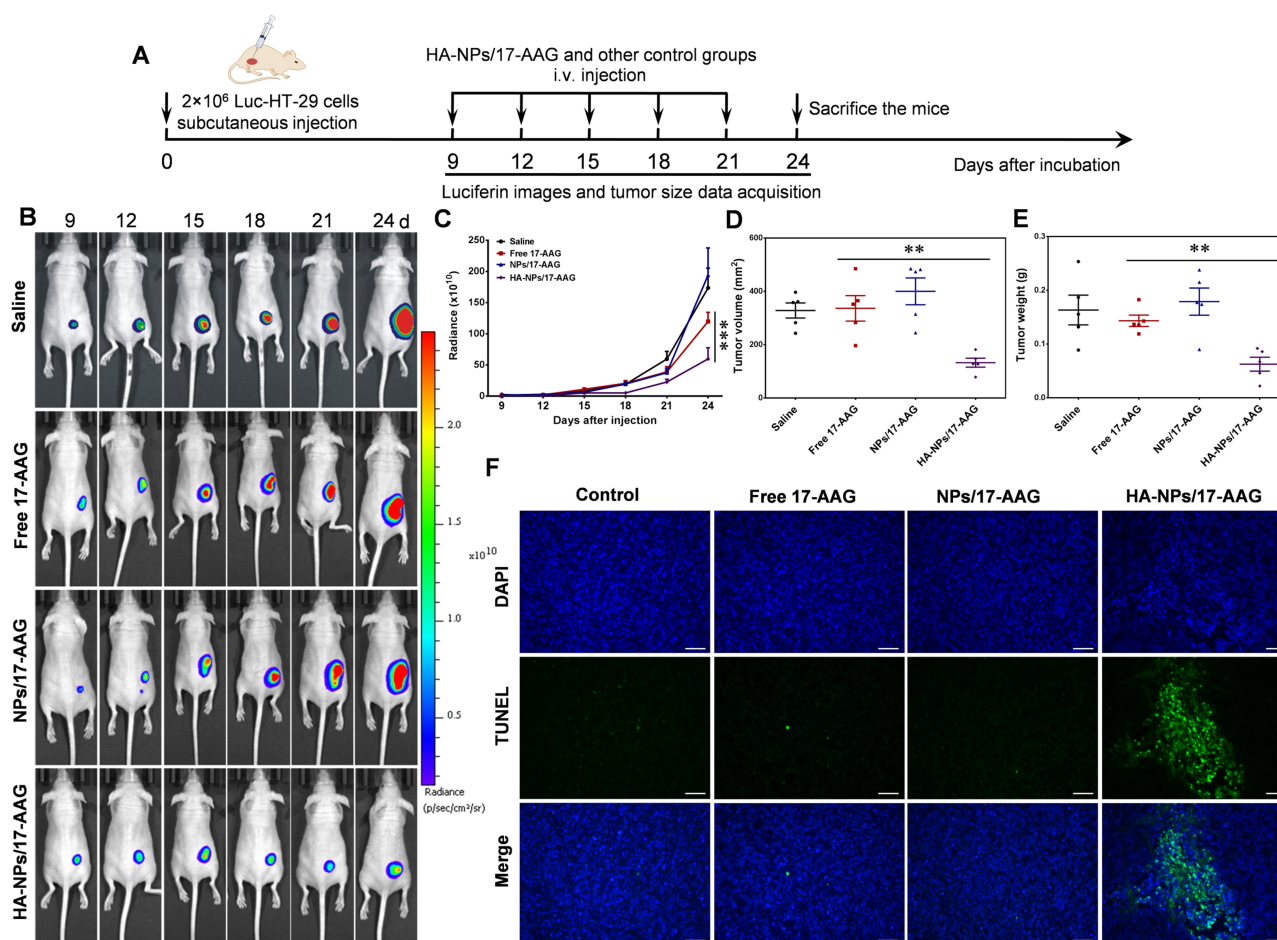 A
HA-NPs/17-AAG and other control groups
i.v. injection
2×10⁶ Luc-HT-29 cells
subcutaneous injection
Sacrifice the mice
0
9
12
15
18
21
24
Days after incubation
Luciferin images and tumor size data acquisition
B
9
12
15
18
21
24 d
Saline
Free 17-AAG
NPs/17-AAG
HA-NPs/17-AAG
2.0
1.5
x10¹⁰
1.0
0.5
Radiance
(p/sec/cm²/sr)
C
Radiance (x10¹⁰)
250
200
150
100
50
0
Saline
Free 17-AAG
NPs/17-AAG
HA-NPs/17-AAG
***
9
12
15
18
21
24
Days after injection
D
Tumor volume (mm²)
600
400
200
0
**
Saline
Free 17-AAG
NPs/17-AAG
HA-NPs/17-AAG
E
Tumor weight (g)
0.3
0.2
0.1
0.0
**
Saline
Free 17-AAG
NPs/17-AAG
HA-NPs/17-AAG
F
Control
Free 17-AAG
NPs/17-AAG
HA-NPs/17-AAG
DAPI
TUNEL
Merge